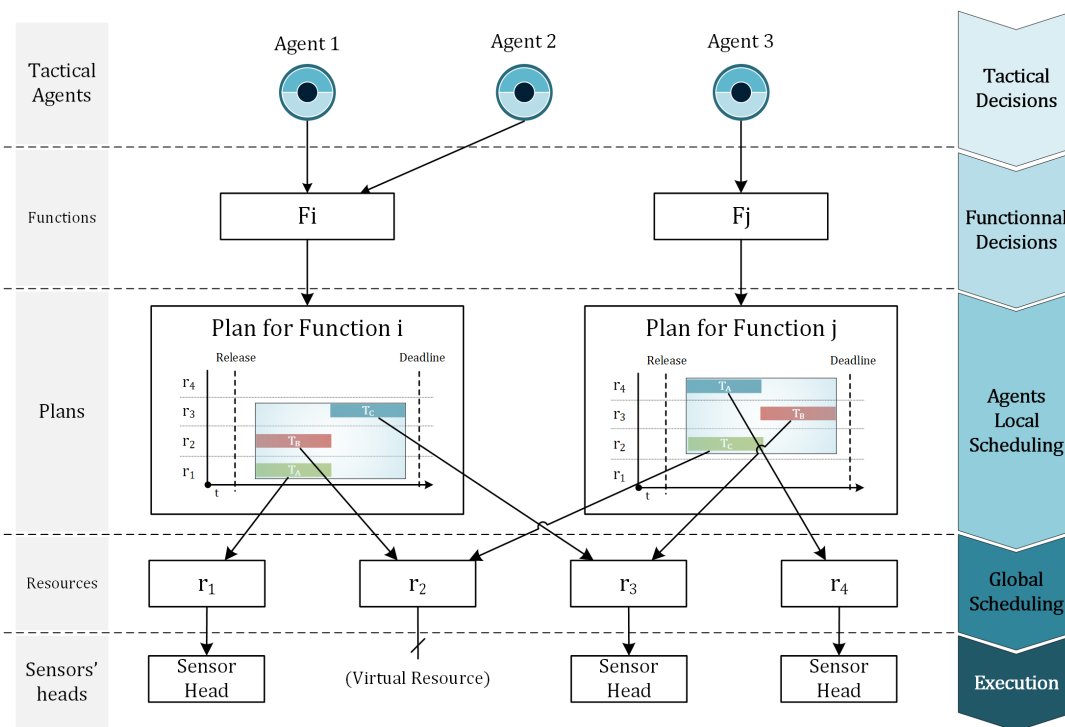 Agent 1
Agent 2
Agent 3
Tactical
Agents
Tactical
Decisions
Functions
Fi
Fj
Functionnal
Decisions
Plans
Plan for Function i
Release
Deadline
r4
r3
r2
r1
TC
TB
TA
t
Plan for Function j
Release
Deadline
r4
r3
r2
r1
TA
TB
TC
t
Agents
Local
Scheduling
Resources
r1
r2
r3
r4
Global
Scheduling
Sensors'
heads
Sensor
Head
(Virtual Resource)
Sensor
Head
Sensor
Head
Execution